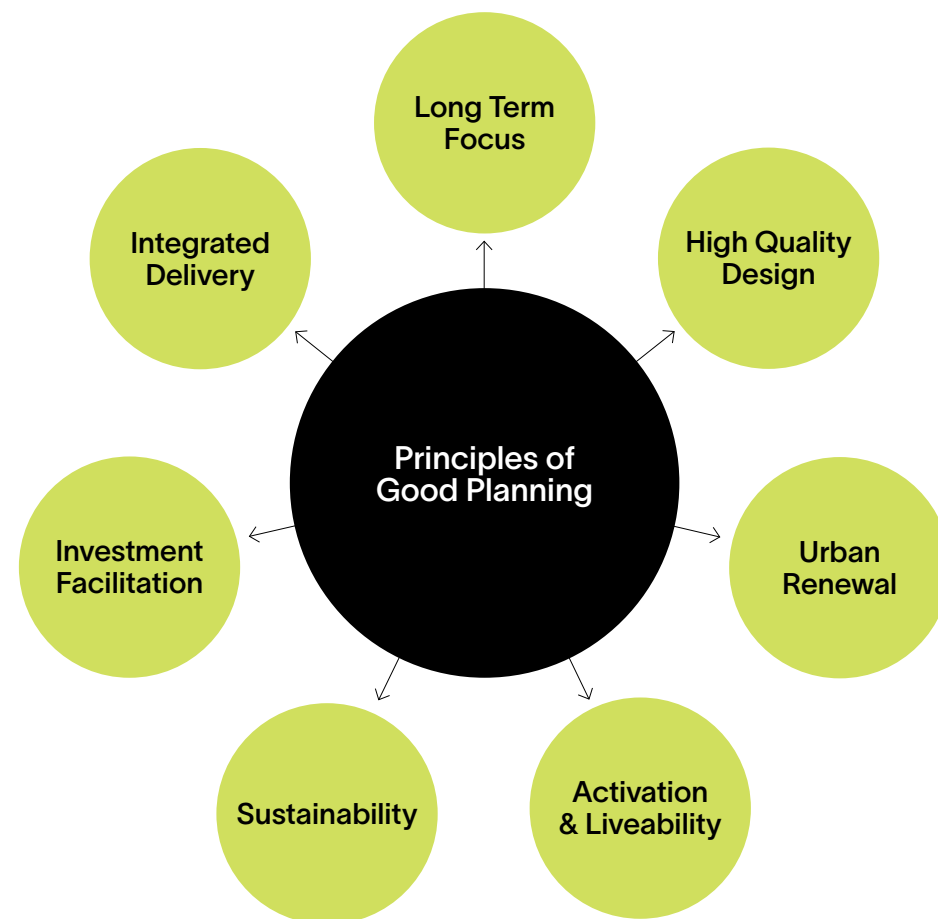 Long Term
Focus
High Quality
Design
Integrated
Delivery
Principles of
Good Planning
Investment
Facilitation
Urban
Renewal
Sustainability
Activation
& Liveability